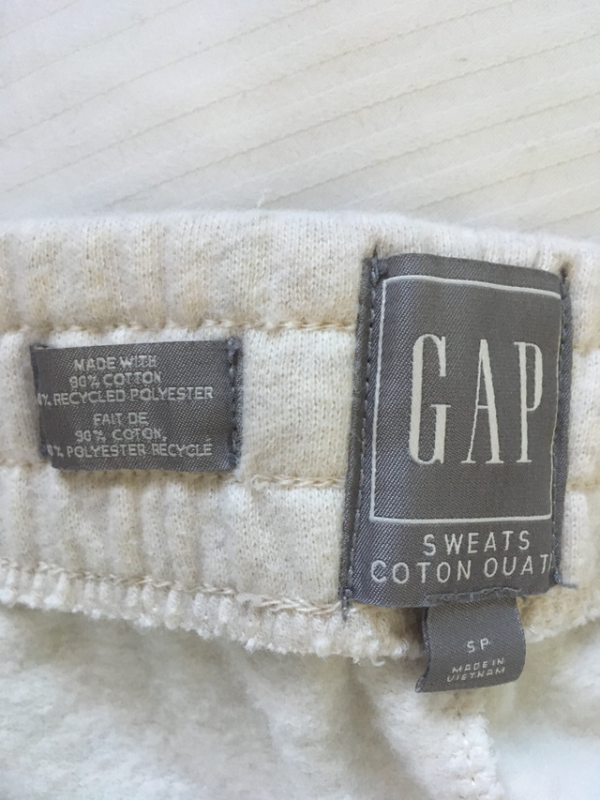 MADE WITH
90% COTTON
% RECYCLED POLYESTER
FAIT DE
90% COTON,
% POLYESTER RECYCLÉ
GAP
SWEATS
COTON OUAT
SP
MADE IN
VIETNAM